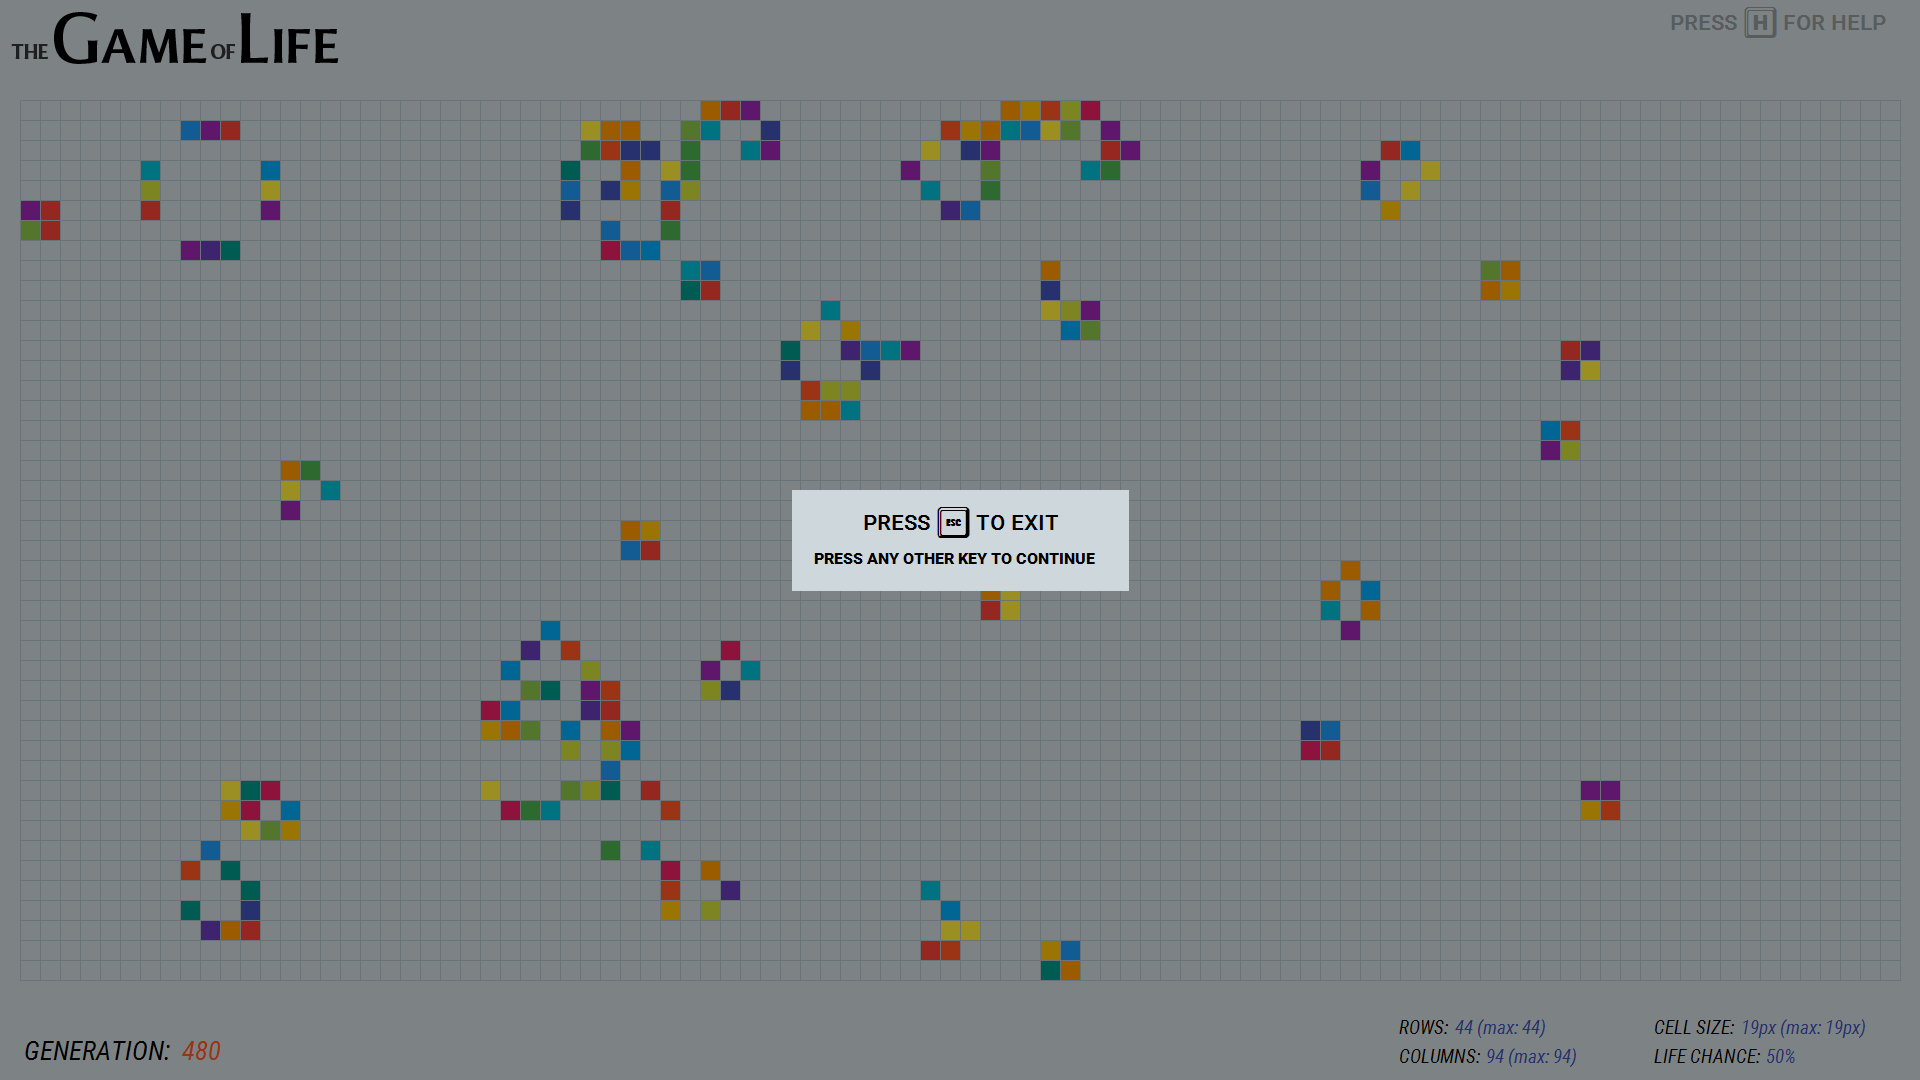 THE GAME OF LIFE
PRESS H FOR HELP
PRESS ESC TO EXIT
PRESS ANY OTHER KEY TO CONTINUE
GENERATION: 480
ROWS: 44 (max: 44)
COLUMNS: 94 (max: 94)
CELL SIZE: 19px (max: 19px)
LIFE CHANCE: 50%